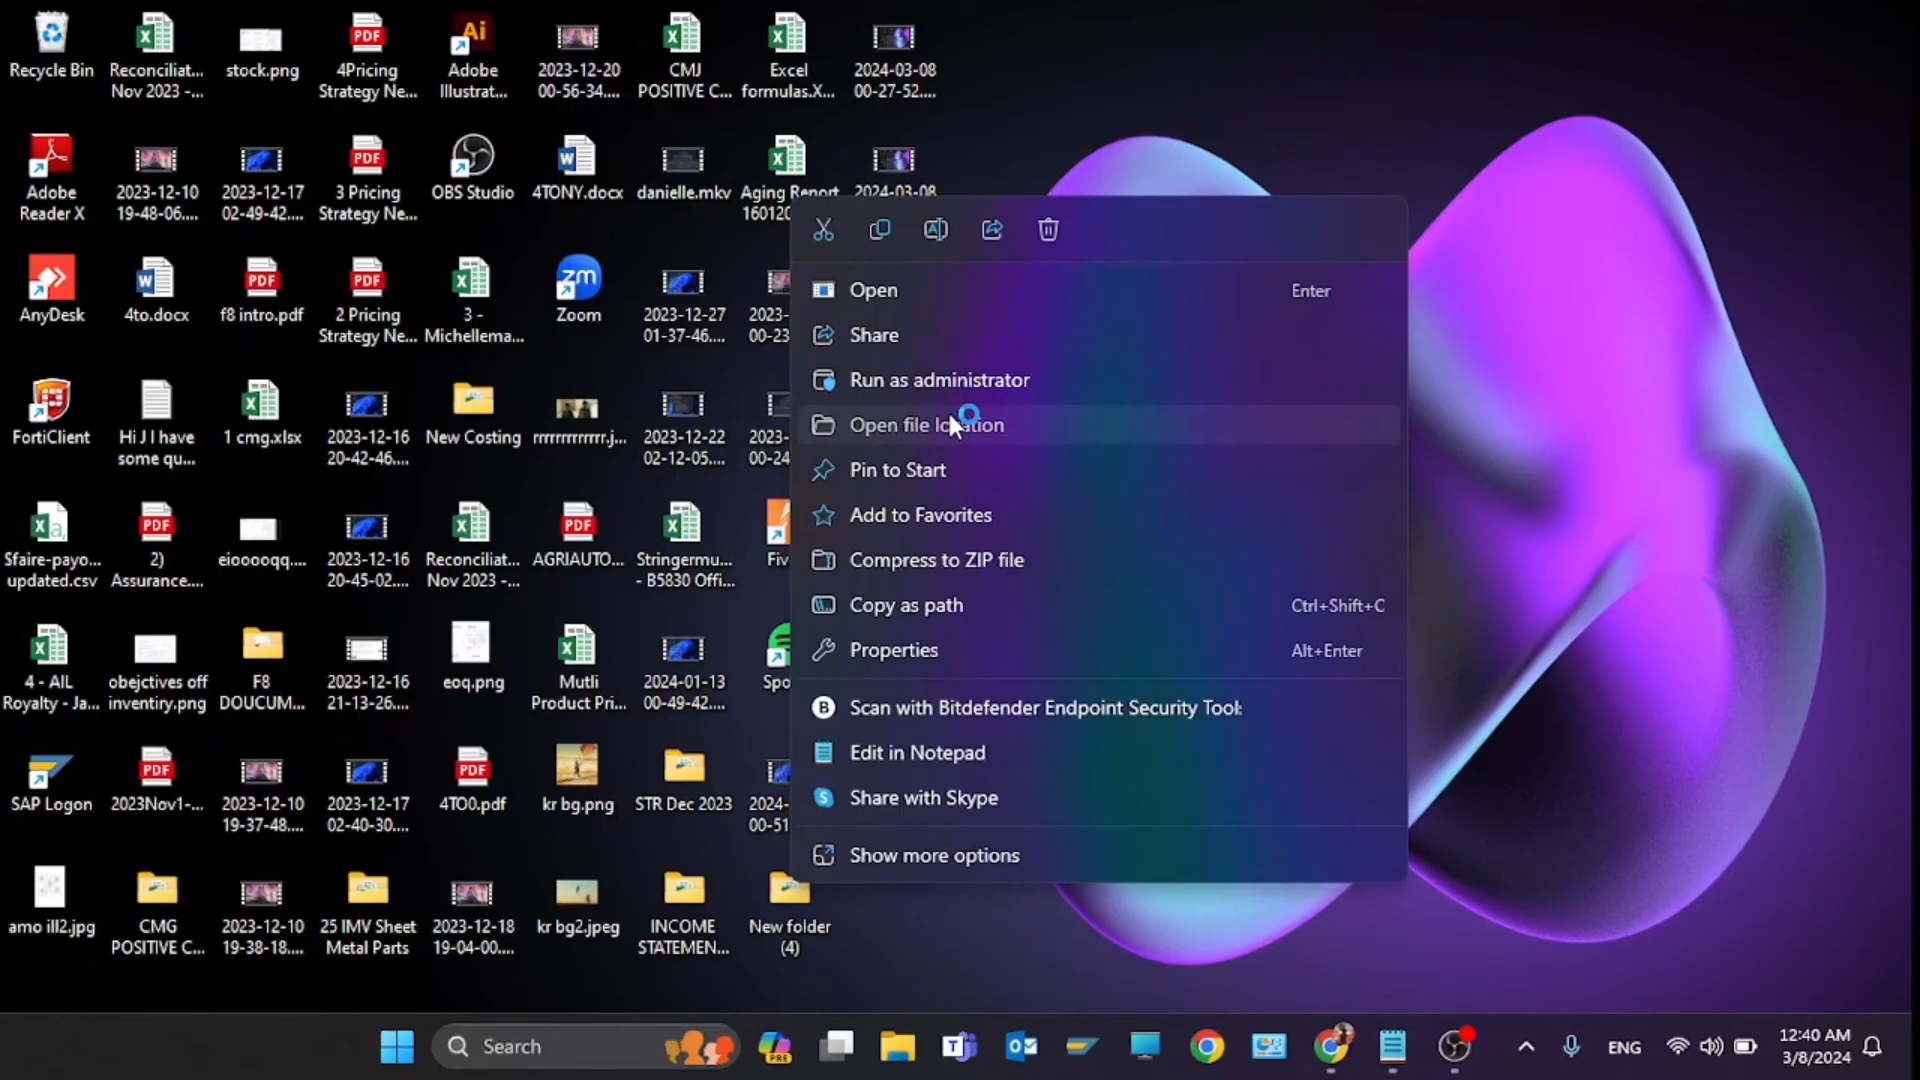 Recycle Bin
Reconciliat...
Nov 2023 -...
stock.png
4Pricing
Strategy Ne...
Ai
Adobe
Illustrat...
2023-12-20
00-56-34....
CMJ
POSITIVE C...
Excel
formulas.X...
2024-03-08
00-27-52....
Adobe
Reader X
2023-12-10
19-48-06....
2023-12-17
02-49-42....
3 Pricing
Strategy Ne...
OBS Studio
4TONY.docx
danielle.mkv
Aging Report
2024-03-08
AnyDesk
4to.docx
f8 intro.pdf
2 Pricing
Strategy Ne...
3 -
Michellema...
zm
Zoom
2023-12-27
01-37-46....
2023-
00-23
FortiClient
Hi J I have
some qu...
1 cmg.xlsx
2023-12-16
20-42-46....
New Costing
rrrrrrrrrrrrr.j...
2023-12-22
02-12-05....
2023-
00-24
$faire-payo...
updated.csv
2)
Assurance....
eiooooqq....
2023-12-16
20-45-02....
Reconciliat...
Nov 2023 -...
AGRIAUTO...
Stringermu...
- B5830 Offi...
Fiv
4 - AIL
Royalty - Ja...
obejctives off
inventiry.png
F8
DOUCUM...
2023-12-16
21-13-26....
eoq.png
Mutli
Product Pri...
2024-01-13
00-49-42....
Spo
SAP Logon
2023Nov1-...
2023-12-10
19-37-48....
2023-12-17
02-40-30....
4TO0.pdf
kr bg.png
STR Dec 2023
2024-
00-51
amo ill2.jpg
CMG
POSITIVE C...
2023-12-10
19-38-18....
25 IMV Sheet
Metal Parts
2023-12-18
19-04-00....
kr bg2.jpeg
INCOME
STATEMEN...
New folder
(4)
Open Enter
Share
Run as administrator
Open file location
Pin to Start
Add to Favorites
Compress to ZIP file
Copy as path Ctrl+Shift+C
Properties Alt+Enter
Scan with Bitdefender Endpoint Security Tool
Edit in Notepad
Share with Skype
Show more options
Search
PRE
ENG
12:40 AM
3/8/2024